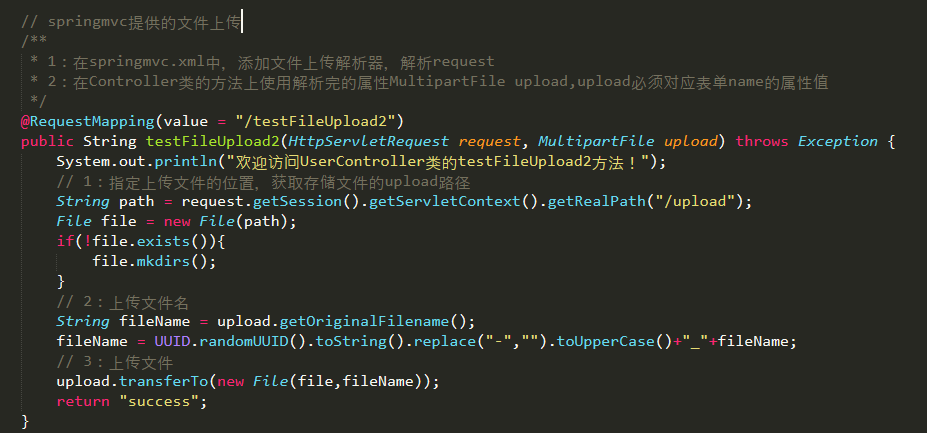 // springmvc提供的文件上传
/**
 * 1：在springmvc.xml中，添加文件上传解析器，解析request
 * 2：在Controller类的方法上使用解析完的属性MultipartFile upload,upload必须对应表单name的属性值
 */
@RequestMapping(value = "/testFileUpload2")
public String testFileUpload2(HttpServletRequest request, MultipartFile upload) throws Exception {
    System.out.println("欢迎访问UserController类的testFileUpload2方法！");
    // 1：指定上传文件的位置，获取存储文件的upload路径
    String path = request.getSession().getServletContext().getRealPath("/upload");
    File file = new File(path);
    if(!file.exists()){
        file.mkdirs();
    }
    // 2：上传文件名
    String fileName = upload.getOriginalFilename();
    fileName = UUID.randomUUID().toString().replace("-","").toUpperCase()+"_"+fileName;
    // 3：上传文件
    upload.transferTo(new File(file,fileName));
    return "success";
}